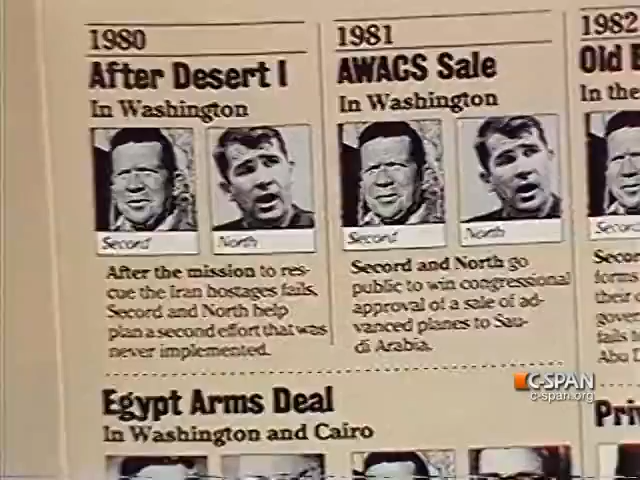 1980
After Desert I
In Washington
Second
North
After the mission to res-
cue the Iran hostages fails,
Secord and North help
plan a second effort that was
never implemented.
1981
AWACS Sale
In Washington
Secord
North
Secord and North go
public to win congressional
approval of a sale of ad-
vanced planes to Sau-
di Arabia.
1982
Old
In the
Secor
forms
their
gover
fails t
Abu D
Egypt Arms Deal
In Washington and Cairo
Pri
C-SPAN
c-span.org